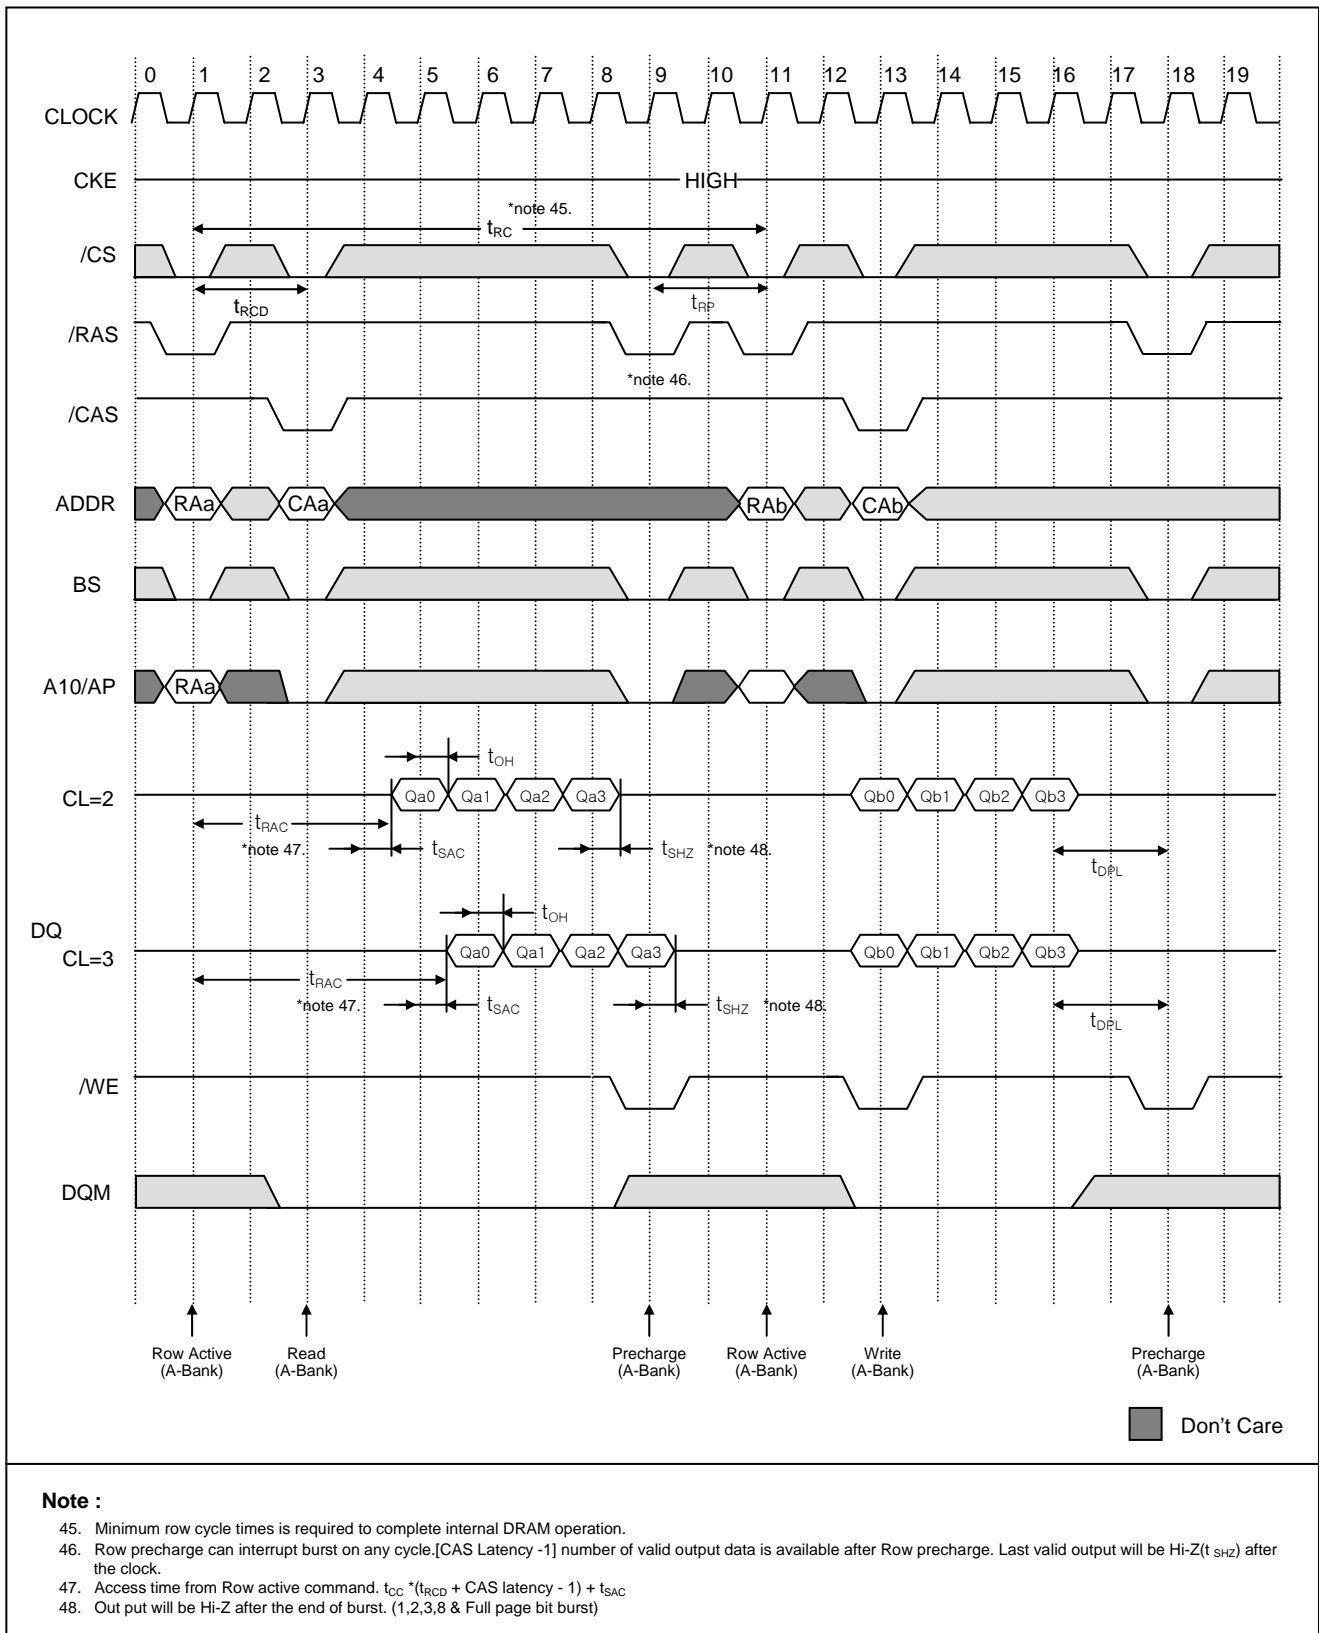 0 1 2 3 4 5 6 7 8 9 10 11 12 13 14 15 16 17 18 19
CLOCK
CKE
HIGH
*note 45.
tRC
/CS
tRCD
tRP
/RAS
*note 46.
/CAS
ADDR
RAa CAa RAb CAb
BS
A10/AP
RAa
tOH
CL=2
Qa0 Qa1 Qa2 Qa3 Qb0 Qb1 Qb2 Qb3
tRAC
*note 47. tSAC tSHZ *note 48.
tDPL
tOH
DQ
CL=3
Qa0 Qa1 Qa2 Qa3 Qb0 Qb1 Qb2 Qb3
tRAC
*note 47. tSAC tSHZ *note 48.
tDPL
/WE
DQM
Row Active Read Precharge Row Active Write Precharge
(A-Bank) (A-Bank) (A-Bank) (A-Bank) (A-Bank) (A-Bank)
Don't Care
Note :
45. Minimum row cycle times is required to complete internal DRAM operation.
46. Row precharge can interrupt burst on any cycle.[CAS Latency -1] number of valid output data is available after Row precharge. Last valid output will be Hi-Z(t SHZ) after
the clock.
47. Access time from Row active command. tCC *(tRCD + CAS latency - 1) + tSAC
48. Out put will be Hi-Z after the end of burst. (1,2,3,8 & Full page bit burst)